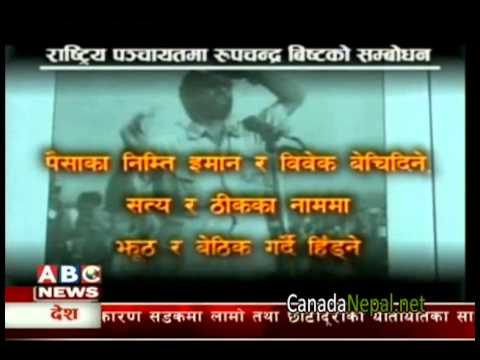 राष्ट्रिय पञ्चायतमा रुपचन्द्र बिष्टको सम्बोधन
पैसाका निम्ति इमान र विवेक बेचिदिने,
सत्य र ठीकका नाममा
झूठ र बेठिक गर्दै हिंड्ने
ABC
NEWS
CanadaNepal.net
देश
कारण सडकमा लामो तथा छोटोदूरीका यातायातका सा